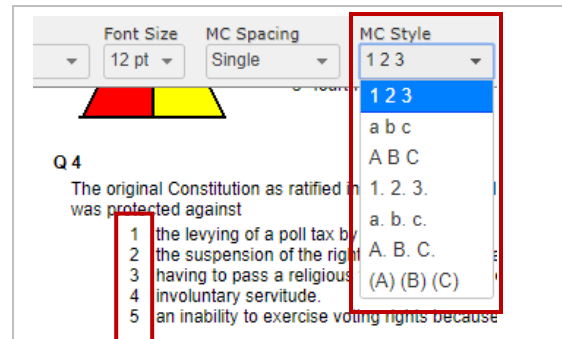 Font Size MC Spacing MC Style
12 pt Single 1 2 3
1 2 3
a b c
A B C
1. 2. 3.
a. b. c.
A. B. C.
(A) (B) (C)
Q 4
The original Constitution as ratified in
was protected against
1 the levying of a poll tax by
2 the suspension of the right
3 having to pass a religious
4 involuntary servitude.
5 an inability to exercise voting rights because